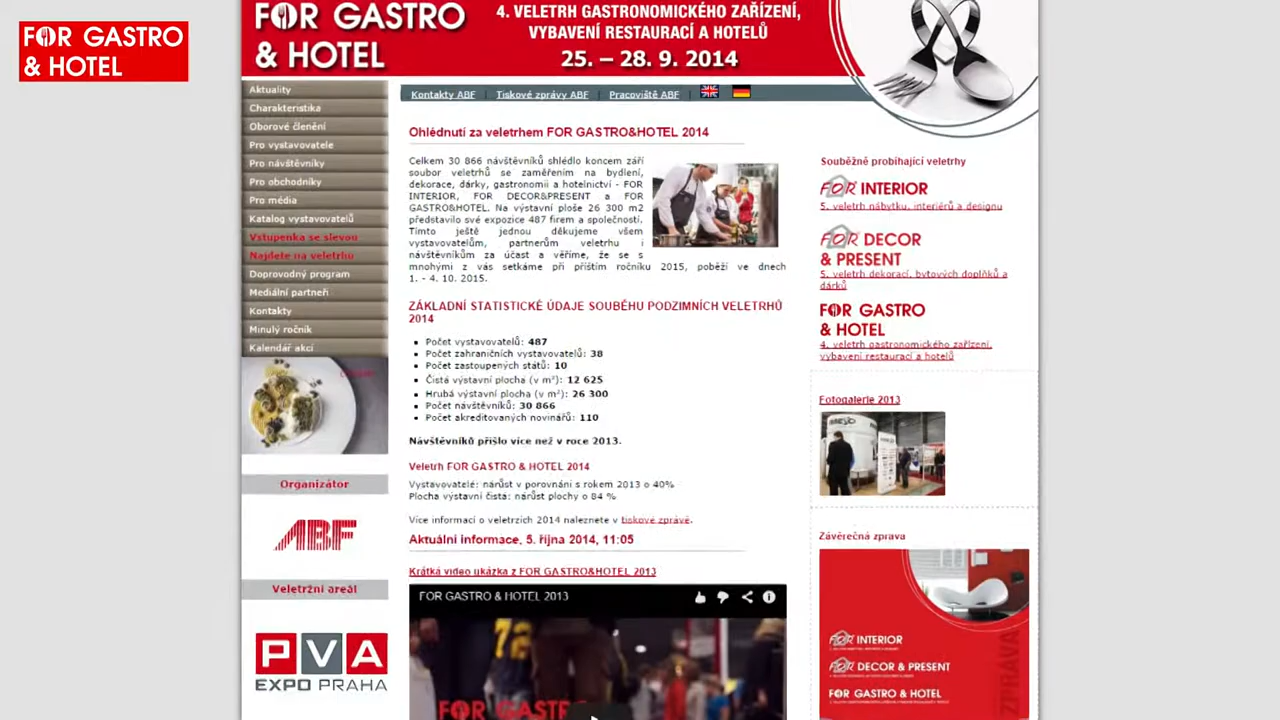 FOR GASTRO
& HOTEL
FOR GASTRO
& HOTEL
4. VELETRH GASTRONOMICKÉHO ZAŘÍZENÍ,
VYBAVENÍ RESTAURACÍ A HOTELŮ
25. – 28. 9. 2014
Aktuality
Charakteristika
Oborové členění
Pro vystavovatele
Pro návštěvníky
Pro obchodníky
Pro média
Katalog vystavovatelů
Vstupenka se slevou
Najdete na veletrhu
Doprovodný program
Mediální partneři
Kontakty
Minulý ročník
Kalendář akcí
Organizátor
ABF
Veletržní areál
PVA
EXPO PRAHA
Kontakty ABF | Tiskové zprávy ABF | Pracoviště ABF |
Ohlédnutí za veletrhem FOR GASTRO&HOTEL 2014
Celkem 30 866 návštěvníků shlédlo koncem září
soubor veletrhů se zaměřením na bydlení,
dekorace, dárky, gastronomii a hotelnictví - FOR
INTERIOR, FOR DECOR&PRESENT a FOR
GASTRO&HOTEL. Na výstavní ploše 26 300 m2
představilo své expozice 487 firem a společností.
Tímto ještě jednou děkujeme všem
vystavovatelům, partnerům veletrhu i
návštěvníkům za účast a věříme, že se s
mnohými z vás setkáme při příštím ročníku 2015, poběží ve dnech
1. - 4. 10. 2015.
ZÁKLADNÍ STATISTICKÉ ÚDAJE SOUBĚHU PODZIMNÍCH VELETRHŮ
2014
Počet vystavovatelů: 487
Počet zahraničních vystavovatelů: 38
Počet zastoupených států: 10
Čistá výstavní plocha (v m²): 12 625
Hrubá výstavní plocha (v m²): 26 300
Počet návštěvníků: 30 866
Počet akreditovaných novinářů: 110
Návštěvníků přišlo více než v roce 2013.
Veletrh FOR GASTRO & HOTEL 2014
Vystavovatelé: nárůst v porovnání s rokem 2013 o 40%
Plocha výstavní čistá: nárůst plochy o 84 %
Více informací o veletrzích 2014 naleznete v tiskové zprávě.
Aktuální informace, 5. října 2014, 11:05
Krátká video ukázka z FOR GASTRO&HOTEL 2013
FOR GASTRO & HOTEL 2013
FOR GASTRO
Souběžně probíhající veletrhy
FOR INTERIOR
5. veletrh nábytku, interiérů a designu
FOR DECOR
& PRESENT
5. veletrh dekorací, bytových doplňků a
dárků
FOR GASTRO
& HOTEL
4. veletrh gastronomického zařízení,
vybavení restaurací a hotelů
Fotogalerie 2013
Závěrečná zpráva
FOR INTERIOR
FOR DECOR & PRESENT
FOR GASTRO & HOTEL
ZPRÁVA